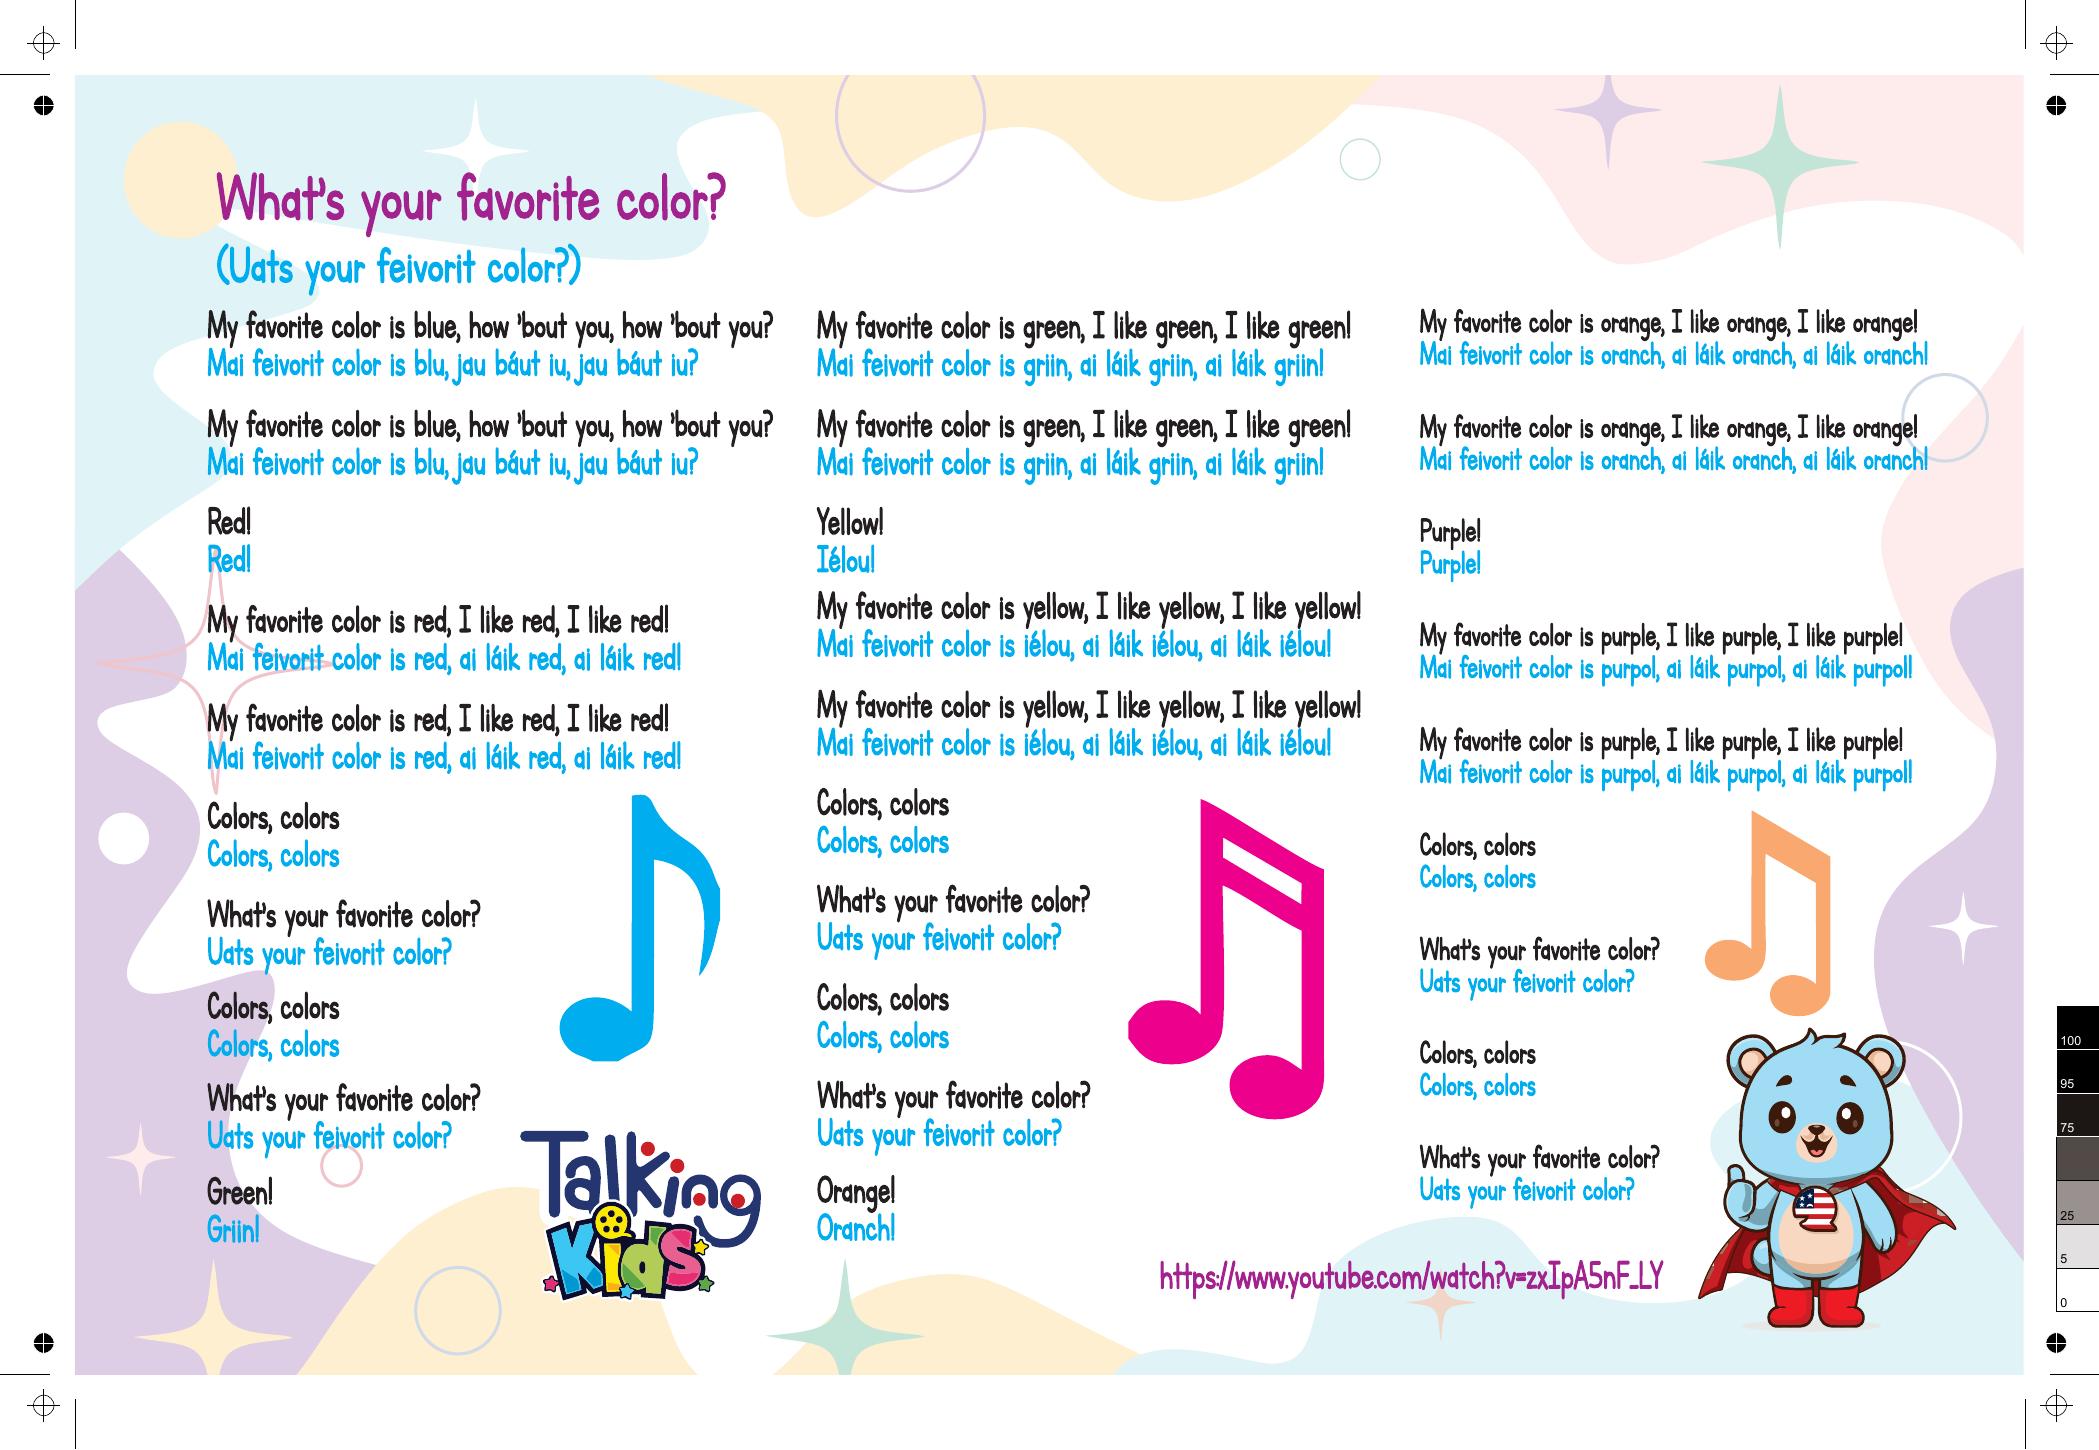 What's your favorite color?
(Uats your feivorit color?)
My favorite color is blue, how 'bout you, how 'bout you?
Mai feivorit color is blu, jau báut iu, jau báut iu?
My favorite color is blue, how 'bout you, how 'bout you?
Mai feivorit color is blu, jau báut iu, jau báut iu?
Red!
Red!
My favorite color is red, I like red, I like red!
Mai feivorit color is red, ai láik red, ai láik red!
My favorite color is red, I like red, I like red!
Mai feivorit color is red, ai láik red, ai láik red!
Colors, colors
Colors, colors
What's your favorite color?
Uats your feivorit color?
Colors, colors
Colors, colors
What's your favorite color?
Uats your feivorit color?
Green!
Griin!
Talking
Kids
My favorite color is green, I like green, I like green!
Mai feivorit color is griin, ai láik griin, ai láik griin!
My favorite color is green, I like green, I like green!
Mai feivorit color is griin, ai láik griin, ai láik griin!
Yellow!
Iélou!
My favorite color is yellow, I like yellow, I like yellow!
Mai feivorit color is iélou, ai láik iélou, ai láik iélou!
My favorite color is yellow, I like yellow, I like yellow!
Mai feivorit color is iélou, ai láik iélou, ai láik iélou!
Colors, colors
Colors, colors
What's your favorite color?
Uats your feivorit color?
Colors, colors
Colors, colors
What's your favorite color?
Uats your feivorit color?
Orange!
Oranch!
My favorite color is orange, I like orange, I like orange!
Mai feivorit color is oranch, ai láik oranch, ai láik oranch!
My favorite color is orange, I like orange, I like orange!
Mai feivorit color is oranch, ai láik oranch, ai láik oranch!
Purple!
Purple!
My favorite color is purple, I like purple, I like purple!
Mai feivorit color is purpol, ai láik purpol, ai láik purpol!
My favorite color is purple, I like purple, I like purple!
Mai feivorit color is purpol, ai láik purpol, ai láik purpol!
Colors, colors
Colors, colors
What's your favorite color?
Uats your feivorit color?
Colors, colors
Colors, colors
What's your favorite color?
Uats your feivorit color?
https://www.youtube.com/watch?v=zxIpA5nF_LY
100
95
75
25
5
0